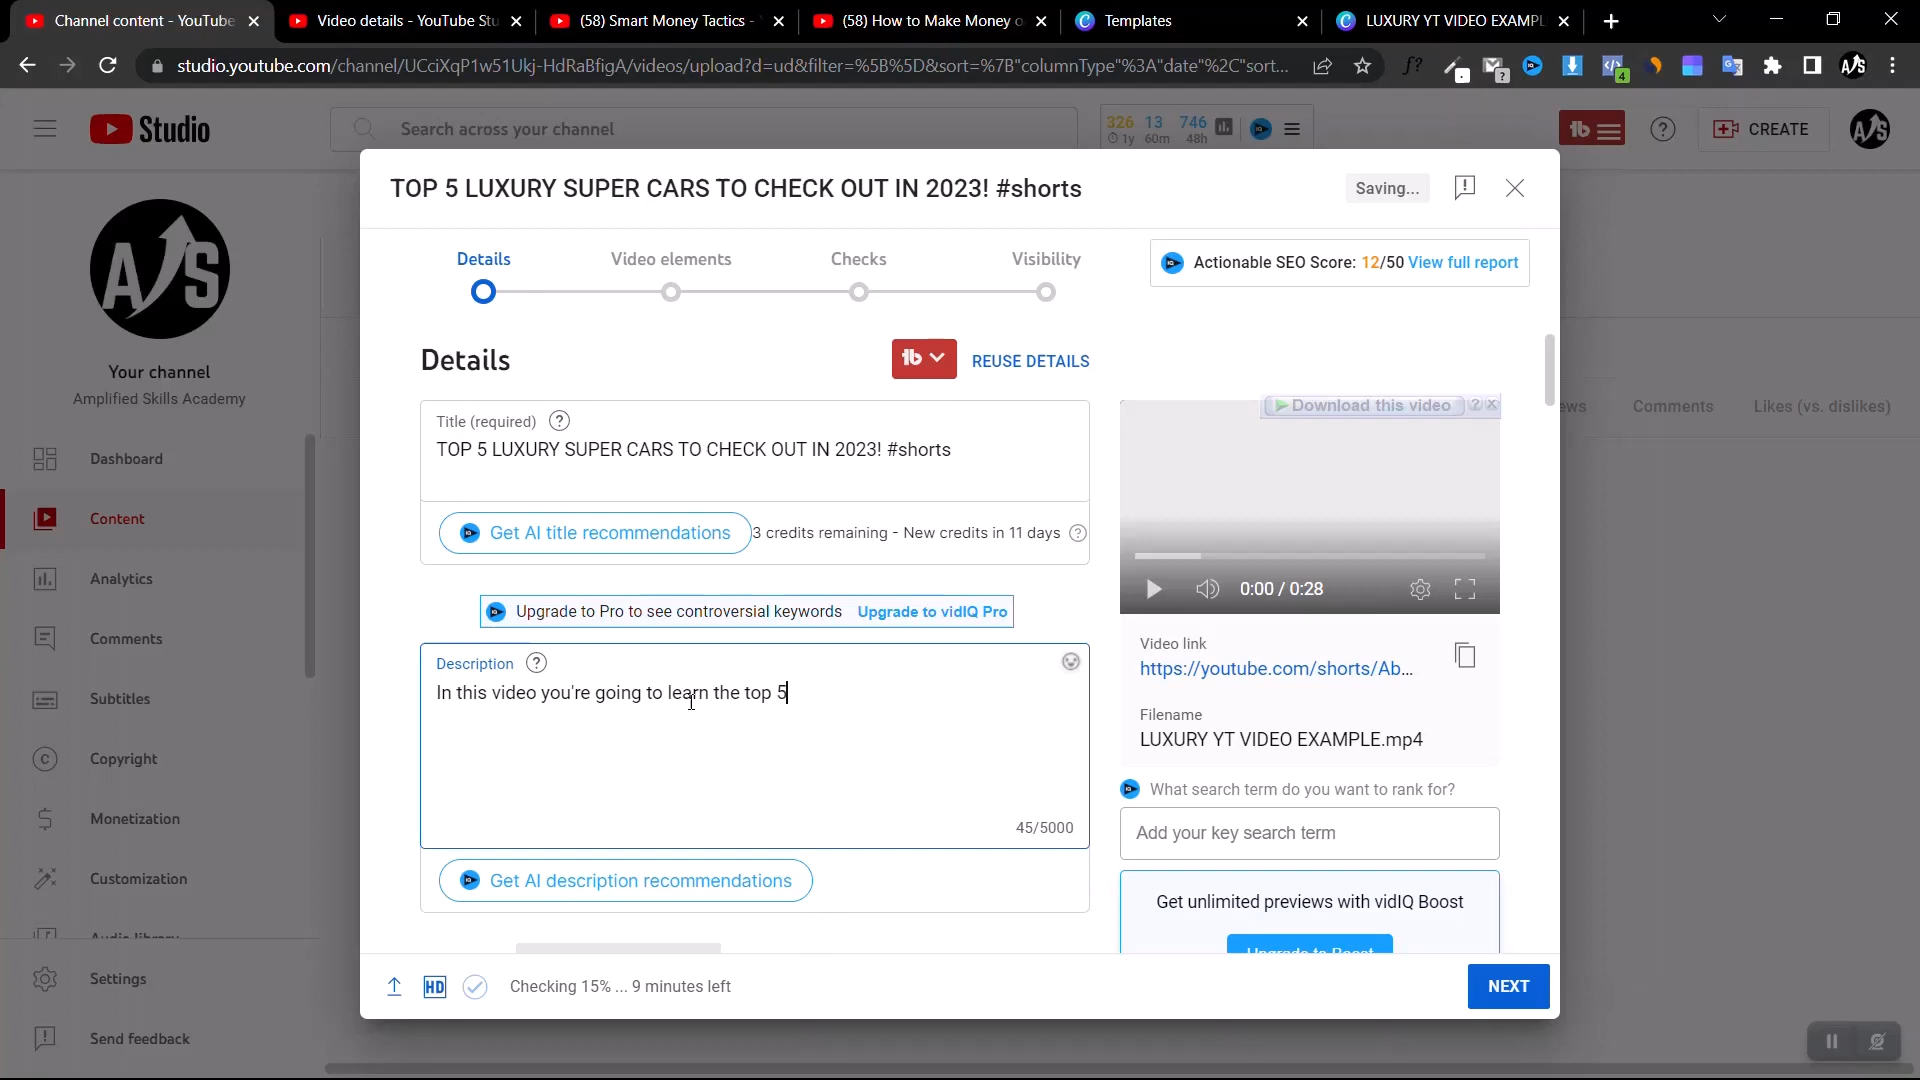 Channel content - YouTube
Video details - YouTube Stu
(58) Smart Money Tactics -
(58) How to Make Money o
Templates
LUXURY YT VIDEO EXAMPL
studio.youtube.com/channel/UCciXqP1w51Ukj-HdRaBfigA/videos/upload?d=ud&filter=%5B%5D&sort=%7B"columnType"%3A"date"%2C"sort...
Studio
Search across your channel
326 13 746
1y 60m 48h
CREATE
TOP 5 LUXURY SUPER CARS TO CHECK OUT IN 2023! #shorts
Saving...
Details
Video elements
Checks
Visibility
Actionable SEO Score: 12/50 View full report
Your channel
Amplified Skills Academy
Details
REUSE DETAILS
Title (required)
TOP 5 LUXURY SUPER CARS TO CHECK OUT IN 2023! #shorts
Get AI title recommendations
3 credits remaining - New credits in 11 days
Upgrade to Pro to see controversial keywords Upgrade to vidIQ Pro
Description
In this video you're going to learn the top 5
45/5000
Get AI description recommendations
Download this video
0:00 / 0:28
Video link
https://youtube.com/shorts/Ab...
Filename
LUXURY YT VIDEO EXAMPLE.mp4
What search term do you want to rank for?
Add your key search term
Get unlimited previews with vidIQ Boost
Upgrade to Boost
Comments
Likes (vs. dislikes)
Dashboard
Content
Analytics
Comments
Subtitles
Copyright
Monetization
Customization
Audio library
Settings
Send feedback
HD
Checking 15% ... 9 minutes left
NEXT